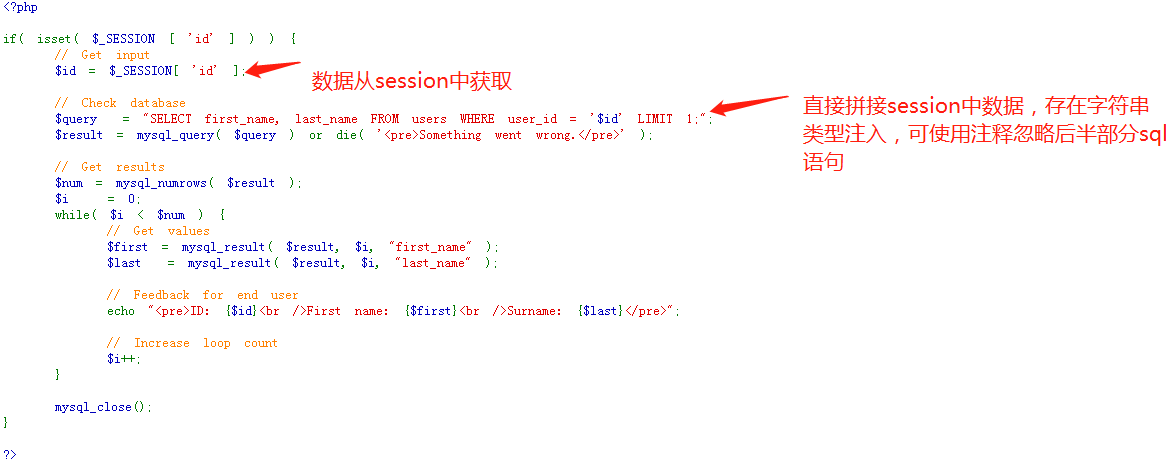 <?php
if( isset( $_SESSION [ 'id' ] ) ) {
// Get input
$id = $_SESSION[ 'id' ];
数据从session中获取
// Check database
$query = "SELECT first_name, last_name FROM users WHERE user_id = '$id' LIMIT 1;";
$result = mysql_query( $query ) or die( '<pre>Something went wrong.</pre>' );
直接拼接session中数据，存在字符串
类型注入，可使用注释忽略后半部分sql
语句
// Get results
$num = mysql_numrows( $result );
$i = 0;
while( $i < $num ) {
// Get values
$first = mysql_result( $result, $i, "first_name" );
$last = mysql_result( $result, $i, "last_name" );
// Feedback for end user
echo "<pre>ID: {$id}<br />First name: {$first}<br />Surname: {$last}</pre>";
// Increase loop count
$i++;
}
mysql_close();
}
?>